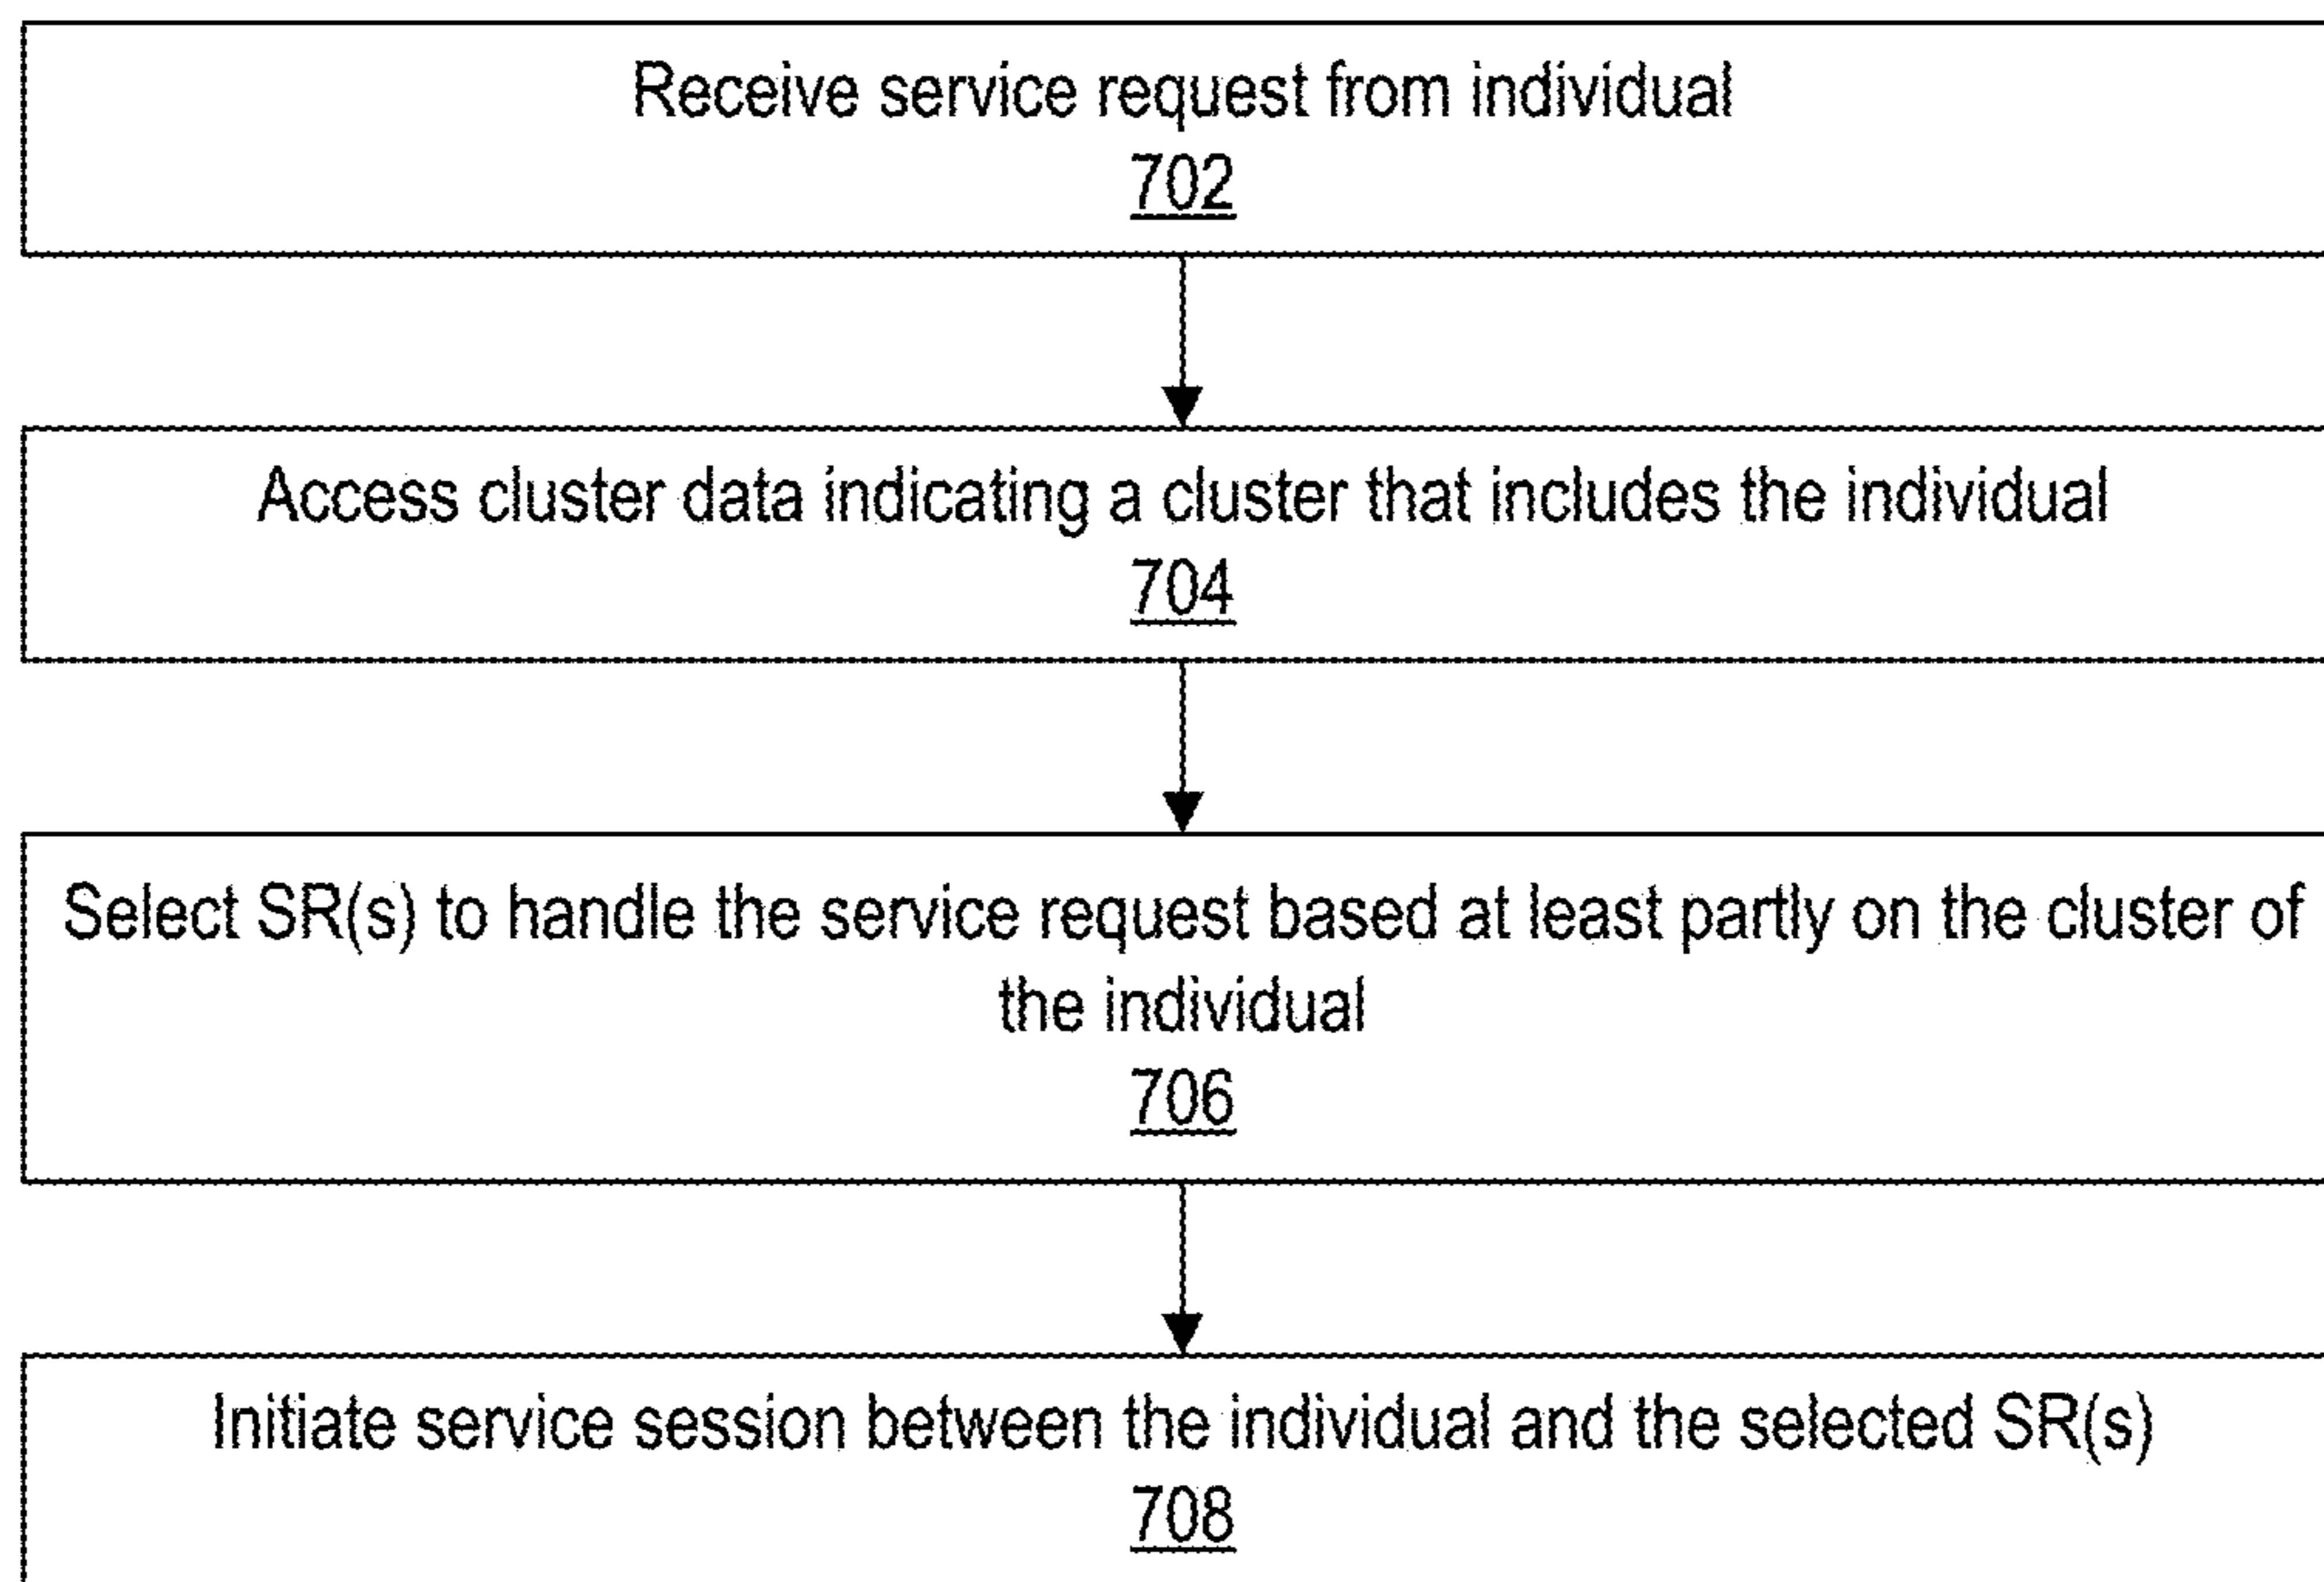 Receive service request from individual
702
Access cluster data indicating a cluster that includes the individual
704
Select SR(s) to handle the service request based at least partly on the cluster of
the individual
706
Initiate service session between the individual and the selected SR(s)
708